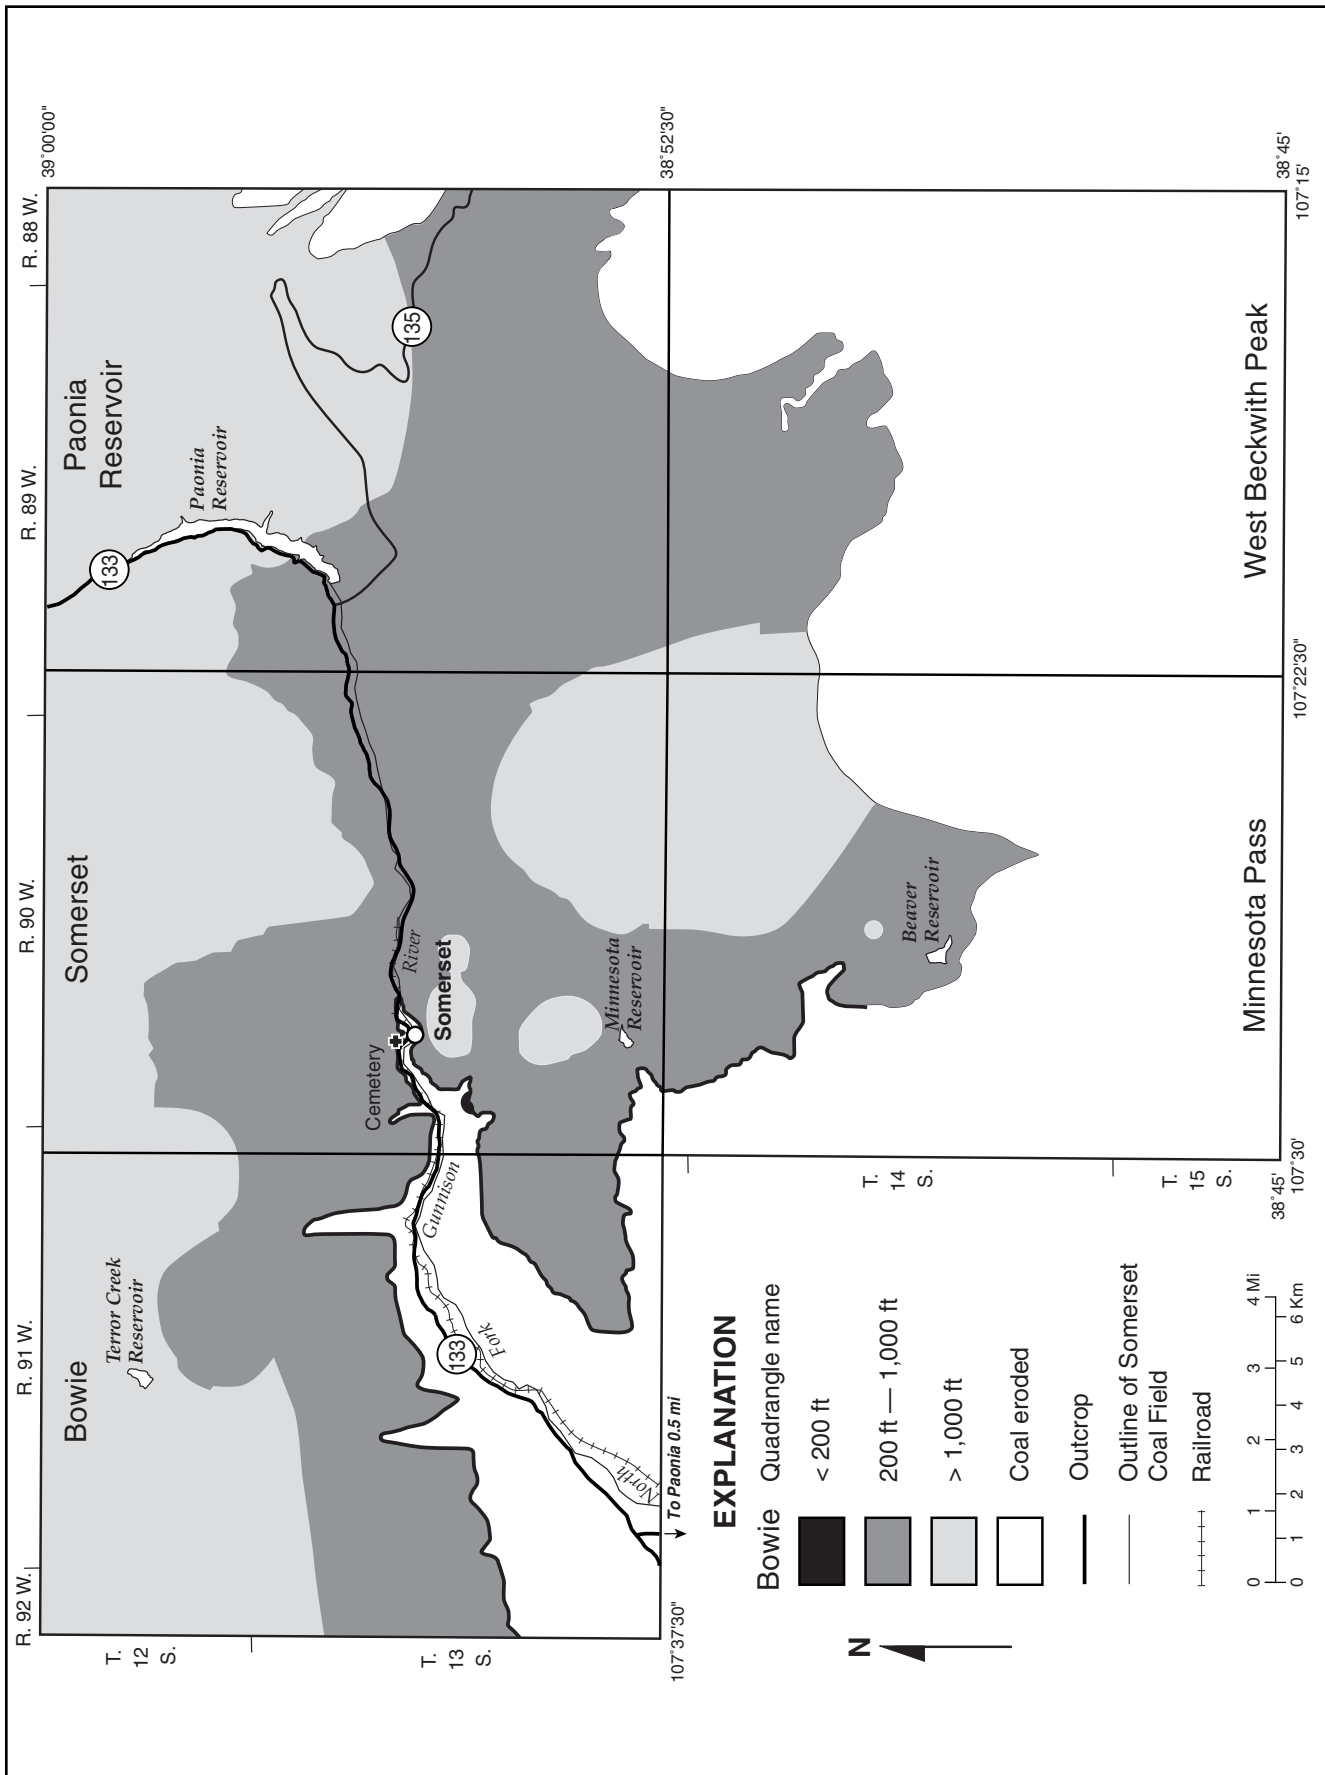 R. 92 W.
R. 91 W.
R. 90 W.
R. 89 W.
R. 88 W.
39°00'00"
Bowie
Somerset
Paonia
Reservoir
Terror Creek
Reservoir
Paonia
Reservoir
133
135
T.
12
S.
T.
13
S.
Cemetery
River
Somerset
Gunnison
133
Fork
North
Minnesota
Reservoir
38°52'30"
107°37'30"
To Paonia 0.5 mi
Beaver
Reservoir
T.
14
S.
T.
15
S.
Minnesota Pass
West Beckwith Peak
38°45'
107°30'
107°22'30"
38°45'
107°15'
EXPLANATION
Bowie Quadrangle name
< 200 ft
200 ft — 1,000 ft
> 1,000 ft
Coal eroded
Outcrop
Outline of Somerset
Coal Field
Railroad
N
0 1 2 3 4 Mi
0 1 2 3 4 5 6 Km